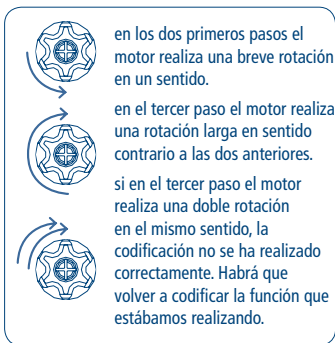 en los dos primeros pasos el
motor realiza una breve rotación
en un sentido.
en el tercer paso el motor realiza
una rotación larga en sentido
contrario a las dos anteriores.
si en el tercer paso el motor
realiza una doble rotación
en el mismo sentido, la
codificación no se ha realizado
correctamente. Habrá que
volver a codificar la función que
estábamos realizando.